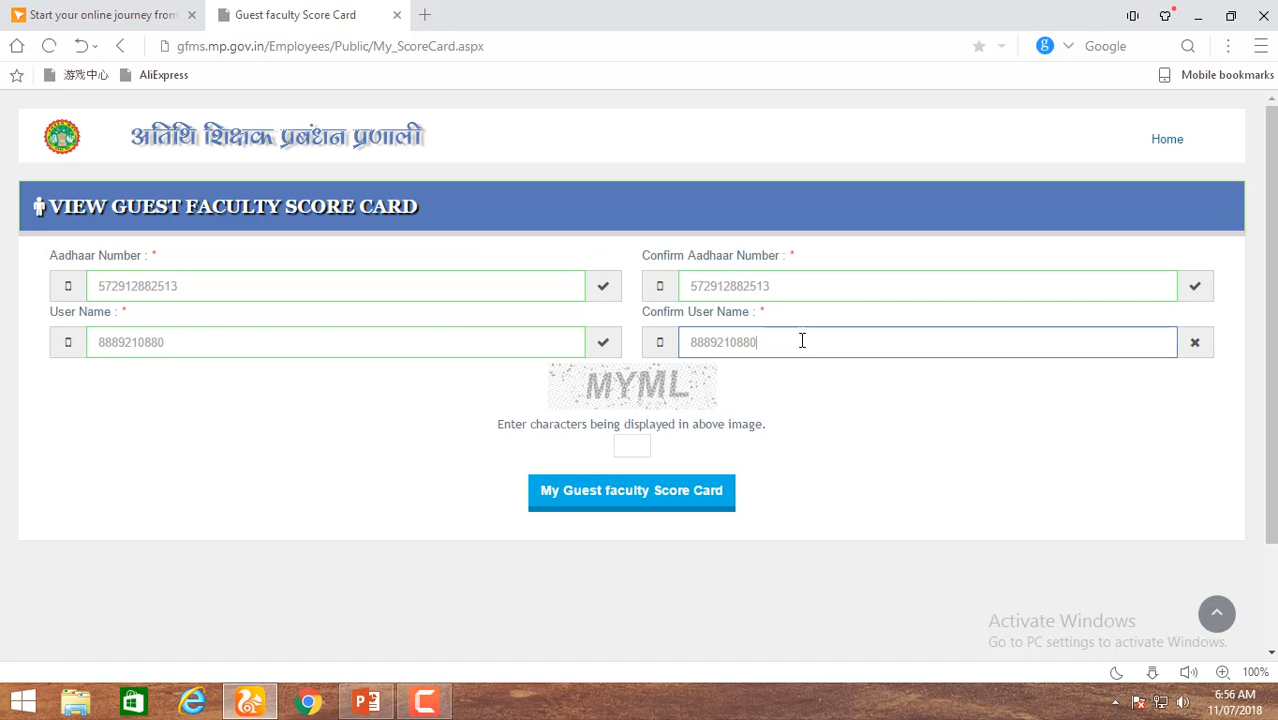 Start your online journey from
Guest faculty Score Card
gfms.mp.gov.in/Employees/Public/My_ScoreCard.aspx
Google
游戏中心
AliExpress
Mobile bookmarks
अतिथि शिक्षक प्रबंधन प्रणाली
Home
VIEW GUEST FACULTY SCORE CARD
Aadhaar Number : *
Confirm Aadhaar Number : *
572912882513
572912882513
User Name : *
Confirm User Name : *
8889210880
8889210880
MYML
Enter characters being displayed in above image.
My Guest faculty Score Card
Activate Windows
Go to PC settings to activate Windows.
100%
6:56 AM
11/07/2018